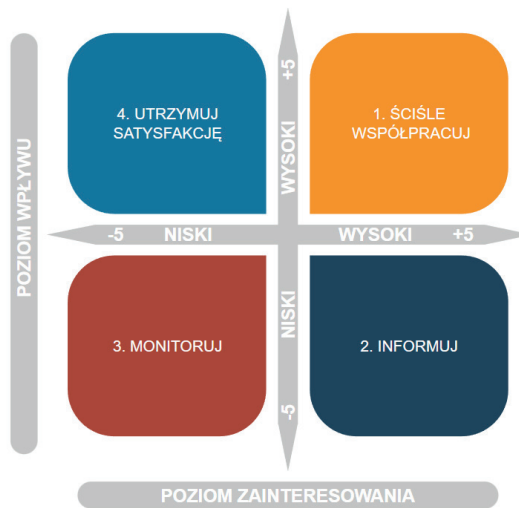 4. UTRZYMUJ
SATYSFAKCJĘ
1. ŚCIŚLE
WSPÓŁPRACUJ
+5
WYSOKI
POZIOM WPŁYWU
-5 NISKI
WYSOKI +5
NISKI
-5
3. MONITORUJ
2. INFORMUJ
POZIOM ZAINTERESOWANIA